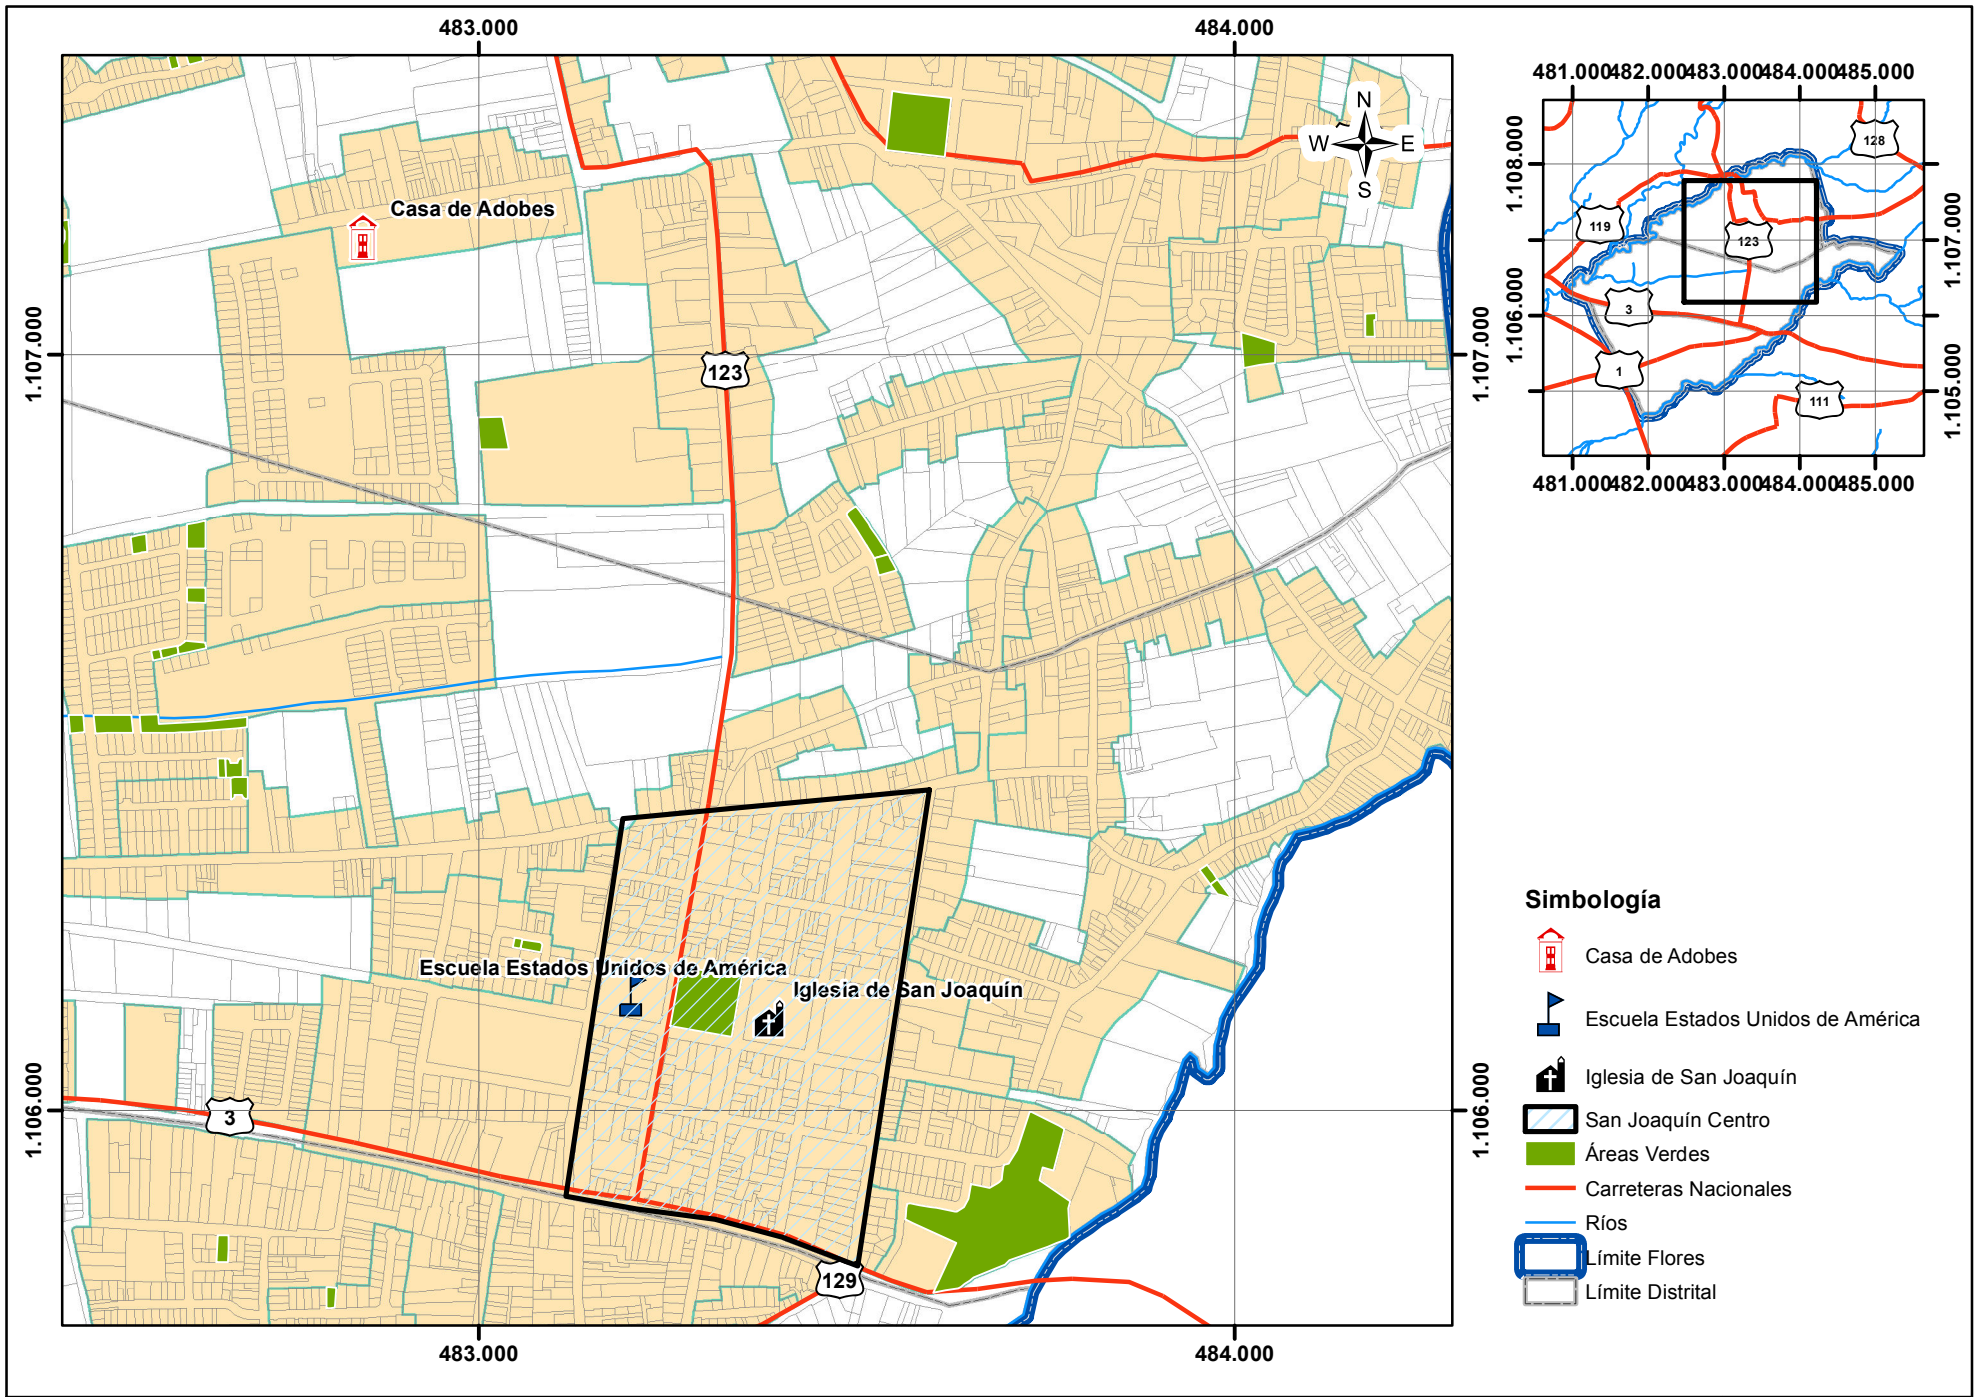 483.000
484.000
N
W
E
S
Casa de Adobes
1.107.000
1.107.000
123
Escuela Estados Unidos de América
Iglesia de San Joaquín
1.106.000
1.106.000
3
129
483.000
484.000
481.000 482.000 483.000 484.000 485.000
1.108.000
128
119
123
1.107.000
1.106.000
3
1
111
1.105.000
481.000 482.000 483.000 484.000 485.000
Simbología
Casa de Adobes
Escuela Estados Unidos de América
Iglesia de San Joaquín
San Joaquín Centro
Áreas Verdes
Carreteras Nacionales
Ríos
Límite Flores
Límite Distrital